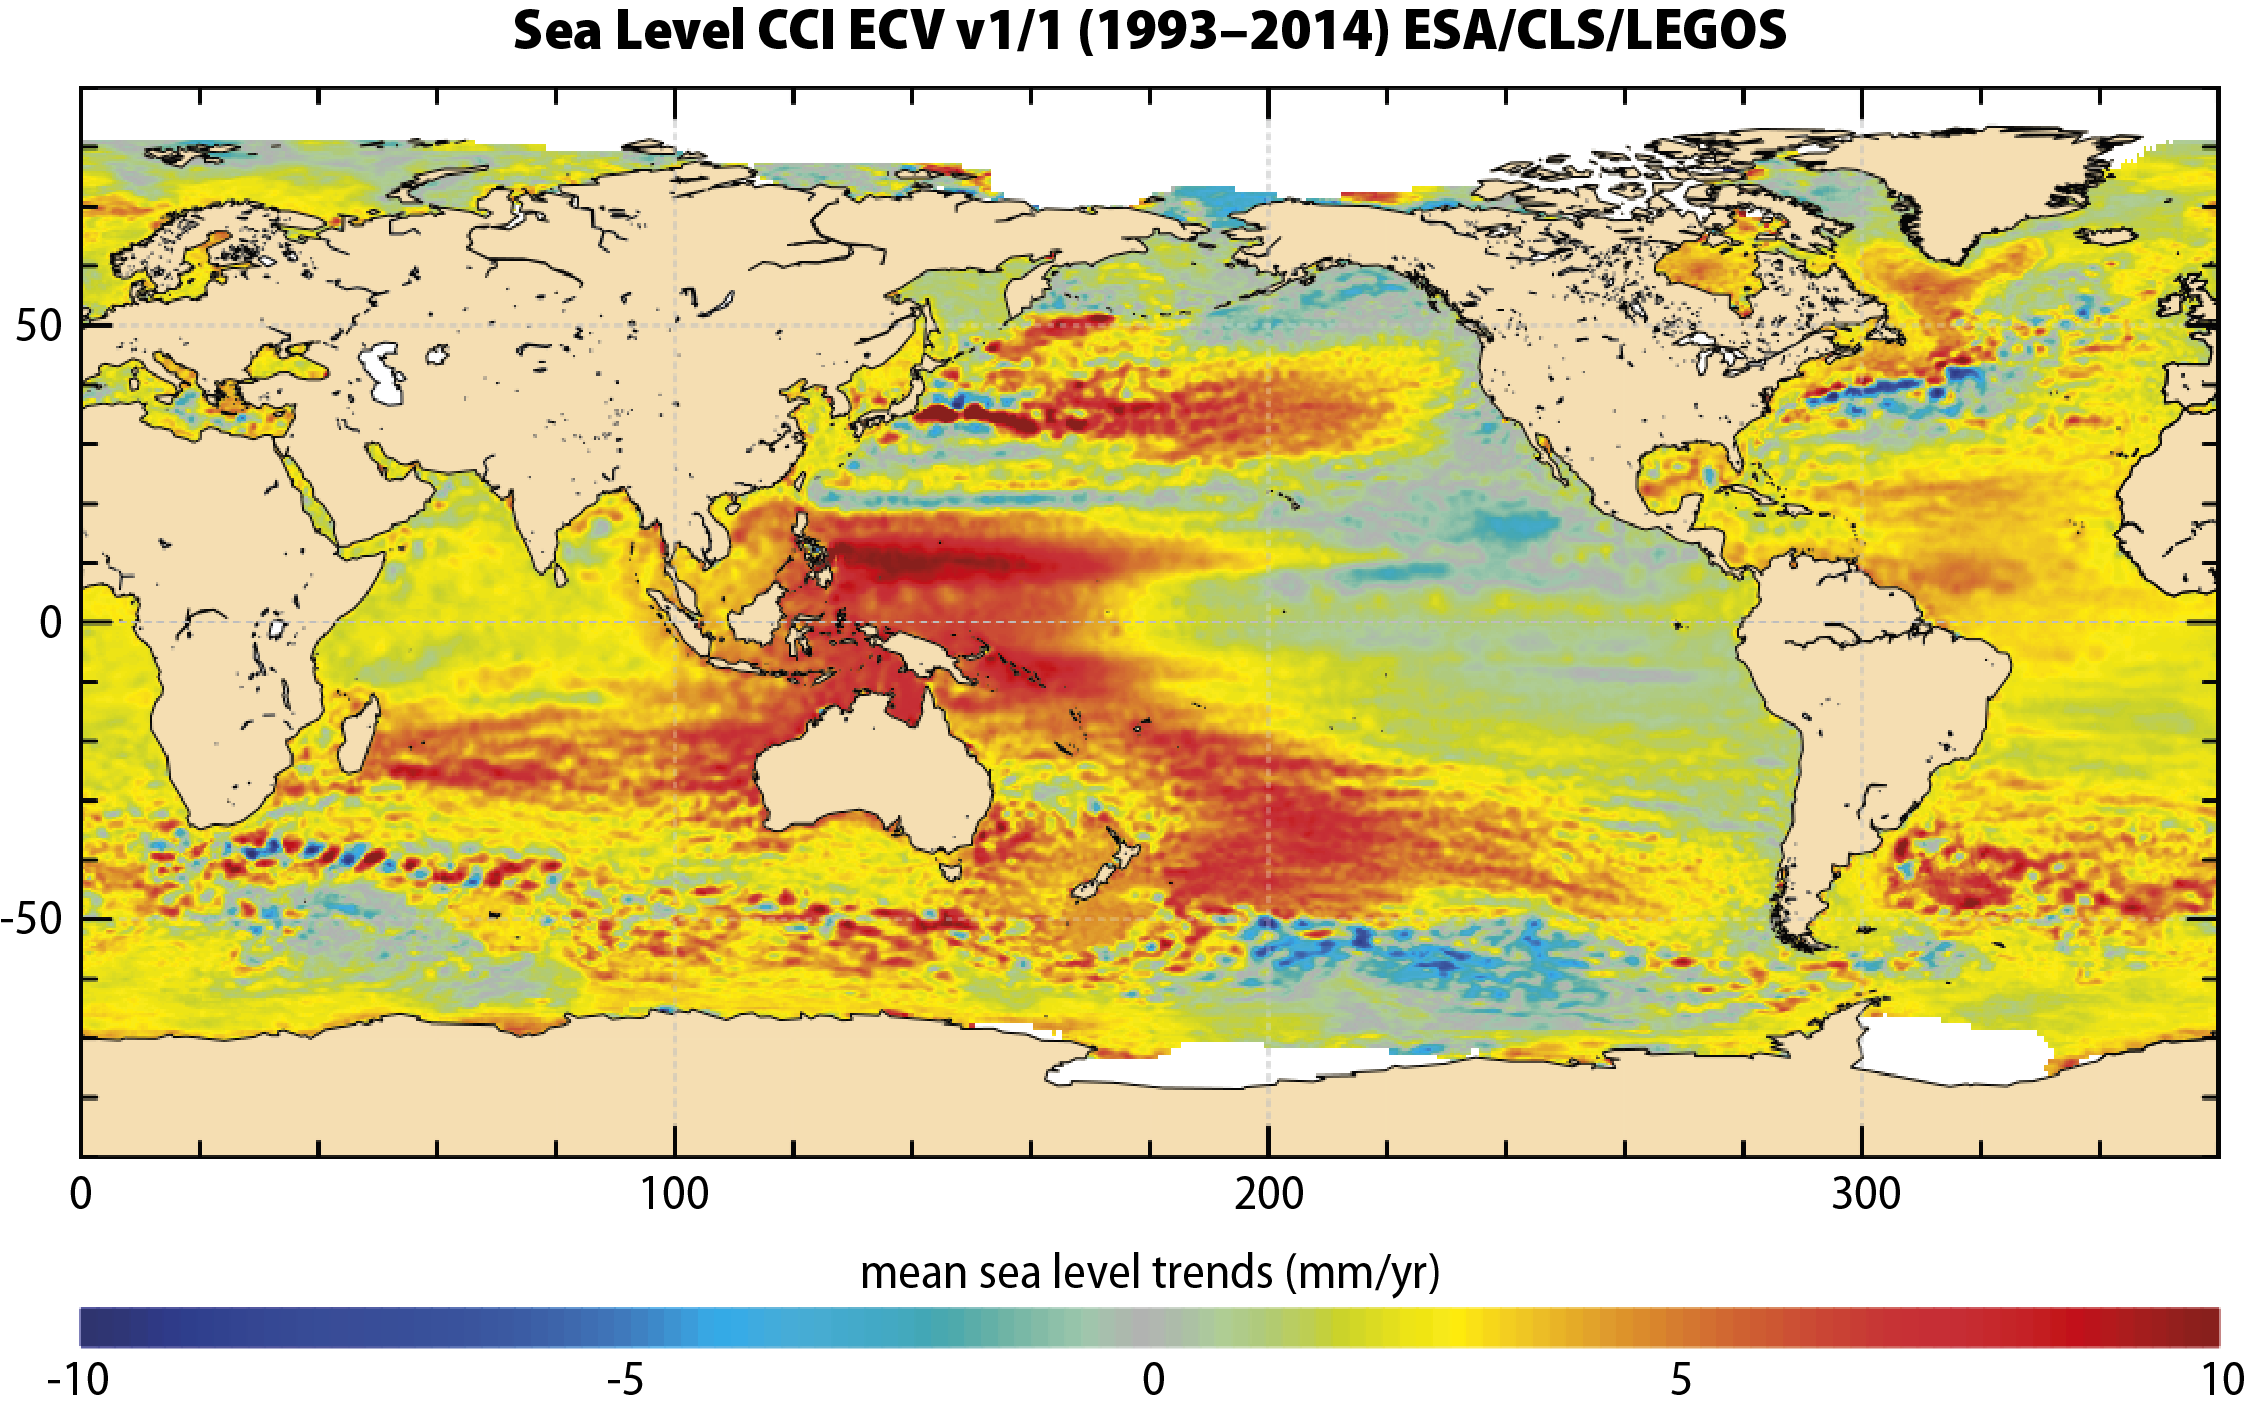 Sea Level CCI ECV v1/1 (1993–2014) ESA/CLS/LEGOS
50
0
-50
0 100 200 300
mean sea level trends (mm/yr)
-10 -5 0 5 10